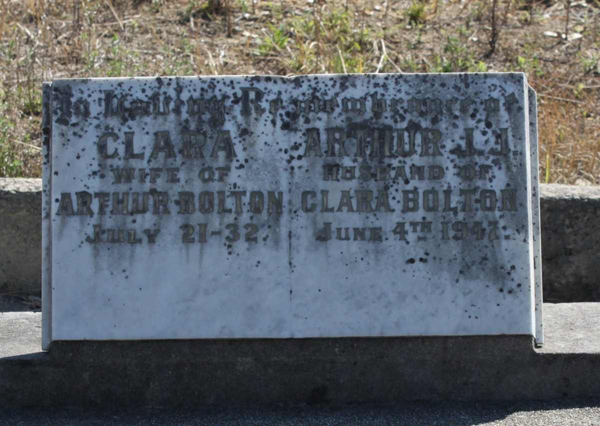 In Loving Remembrance of
CLARA
WIFE OF
ARTHUR BOLTON
JULY 21-32.
ARTHUR J. J.
HUSBAND OF
CLARA BOLTON
JUNE 4TH